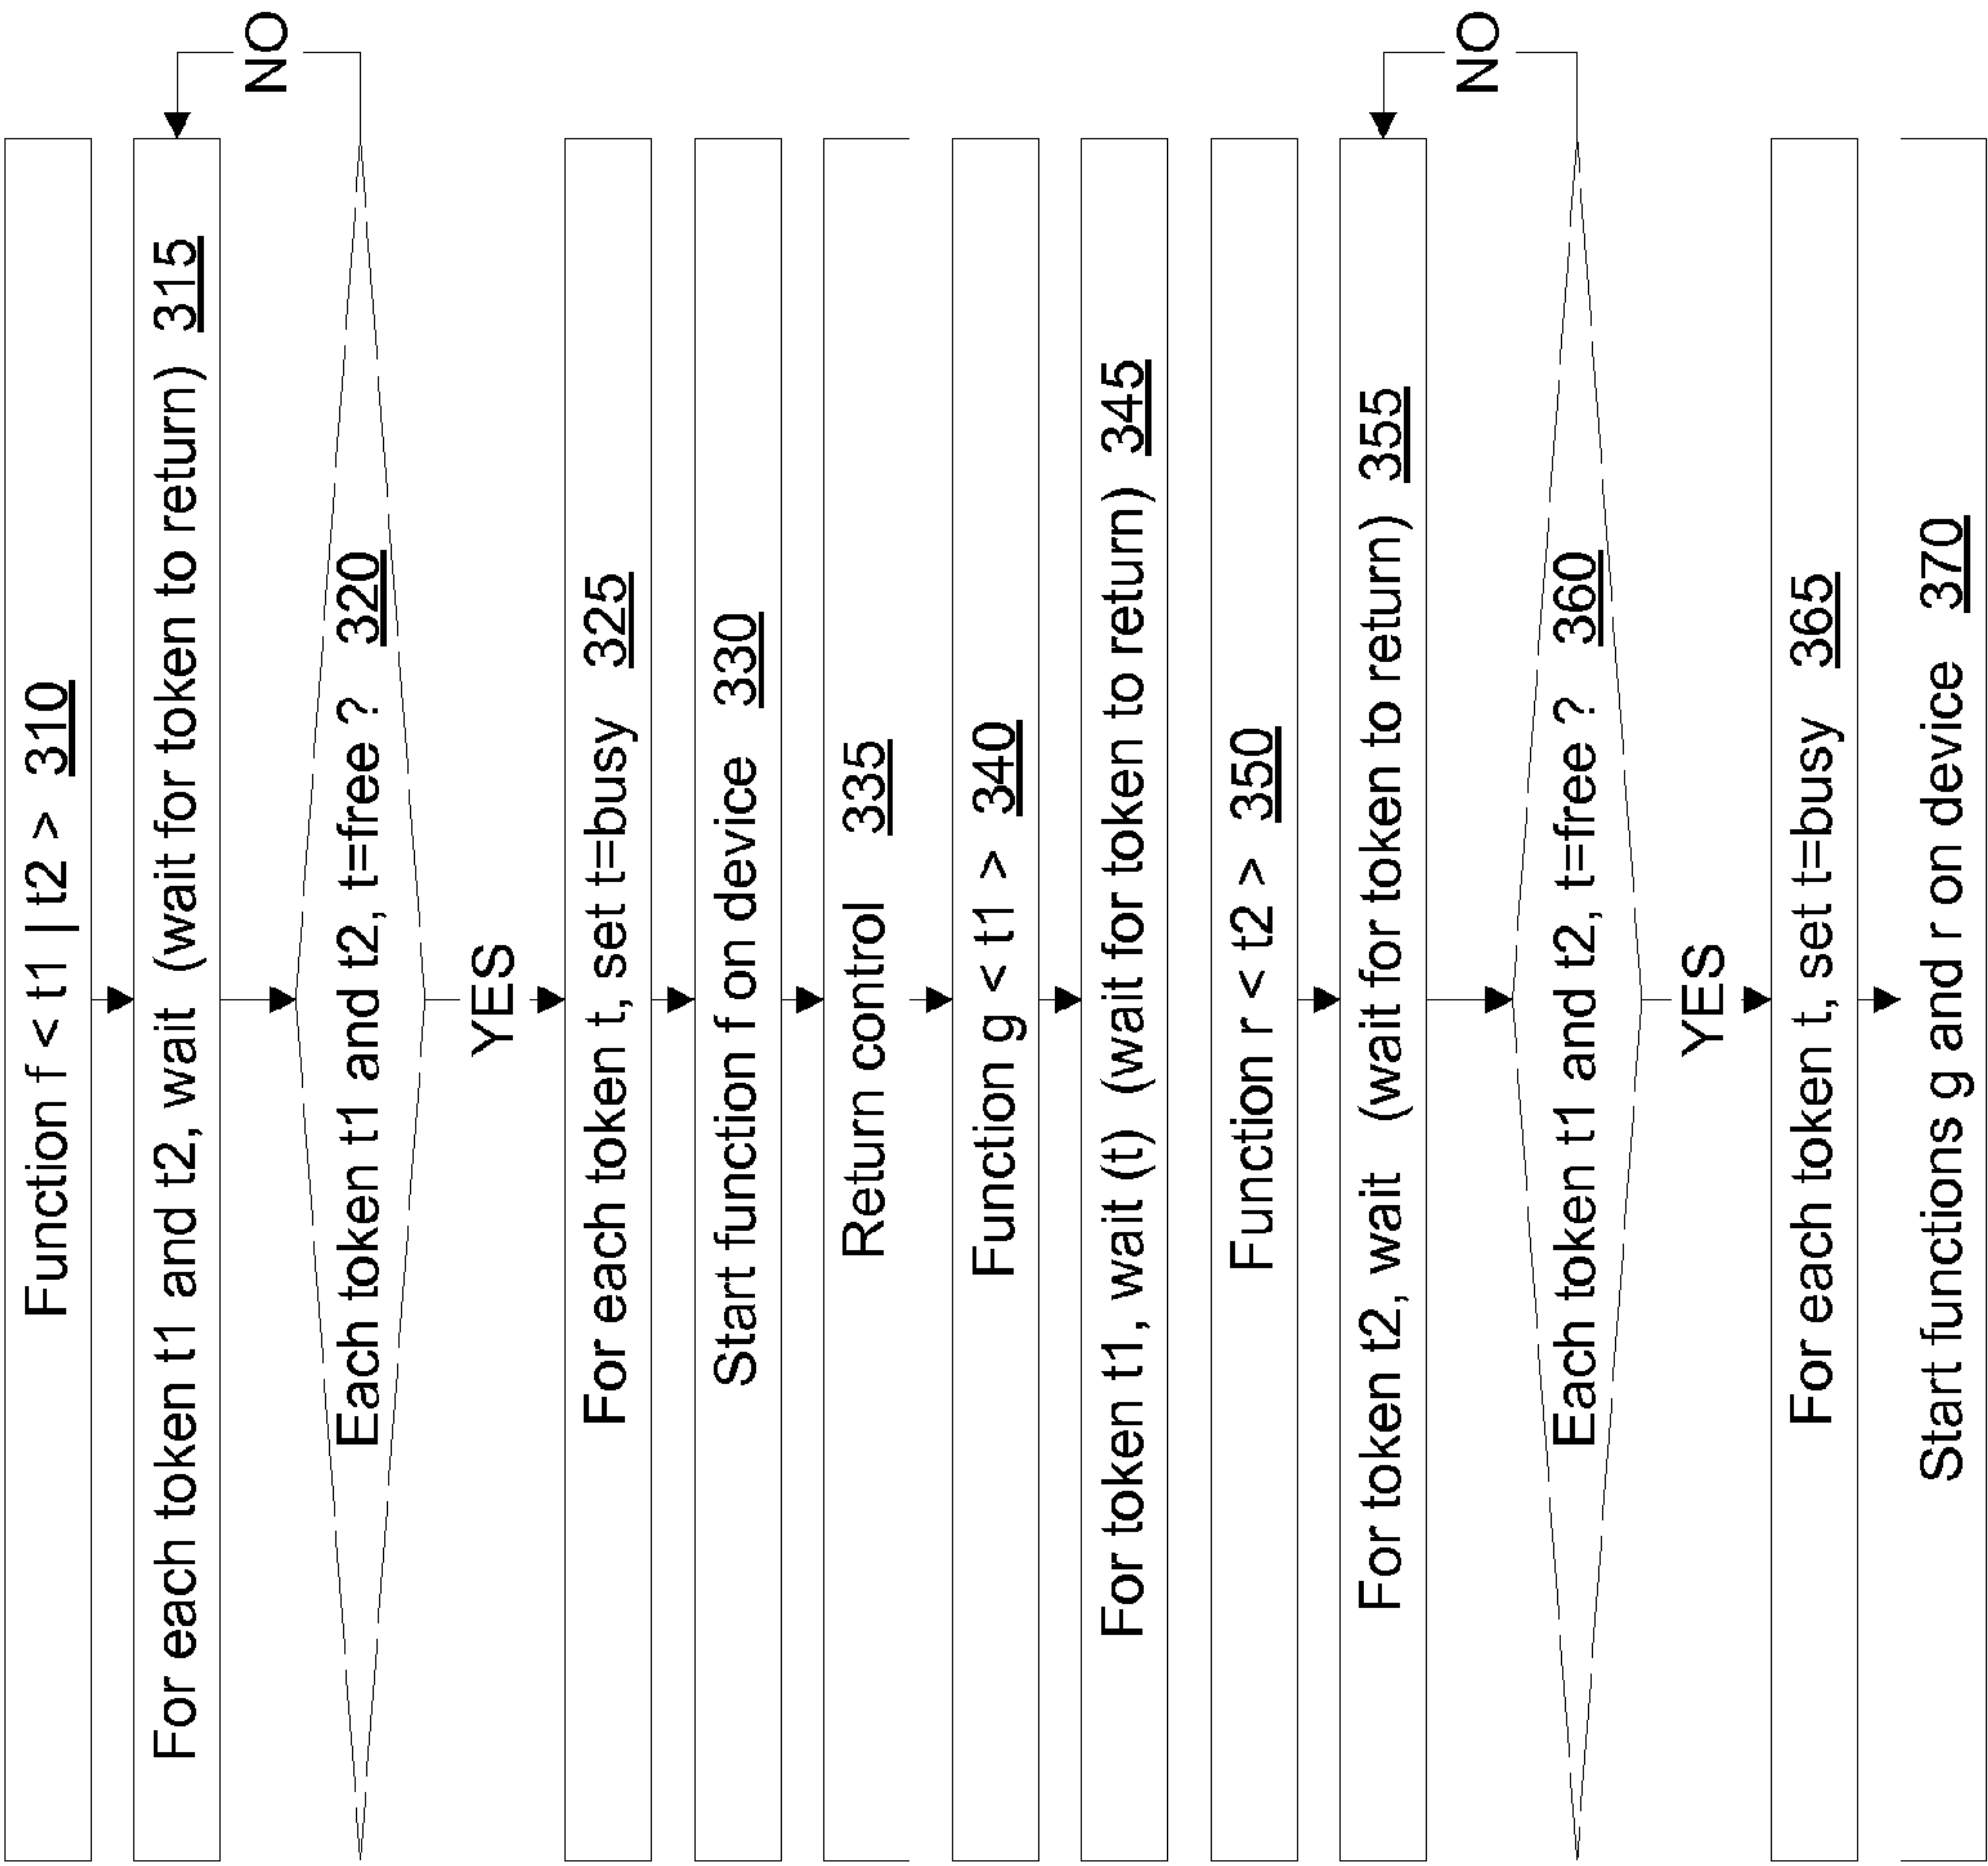 Function f < t1 | t2 > 310
For each token t1 and t2, wait (wait for token to return) 315
NO
Each token t1 and t2, t=free ? 320
YES
For each token t, set t=busy 325
Start function f on device 330
Return control 335
Function g < t1 > 340
For token t1, wait (t) (wait for token to return) 345
Function r < t2 > 350
For token t2, wait (wait for token to return) 355
NO
Each token t1 and t2, t=free ? 360
YES
For each token t, set t=busy 365
Start functions g and r on device 370